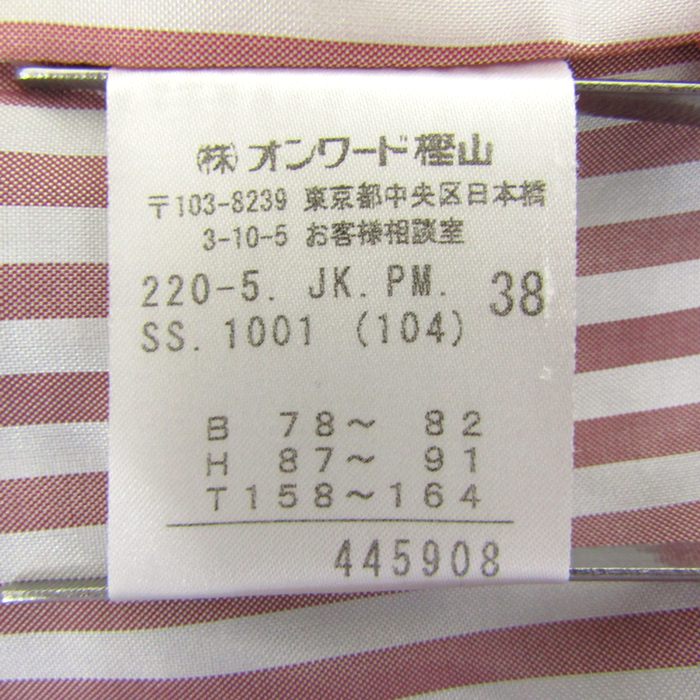 ㈱オンワード樫山
〒103-8239 東京都中央区日本橋
3-10-5 お客様相談室
220-5. JK. PM. 38
SS. 1001 (104)
B 78～ 82
H 87～ 91
T 158～164
445908